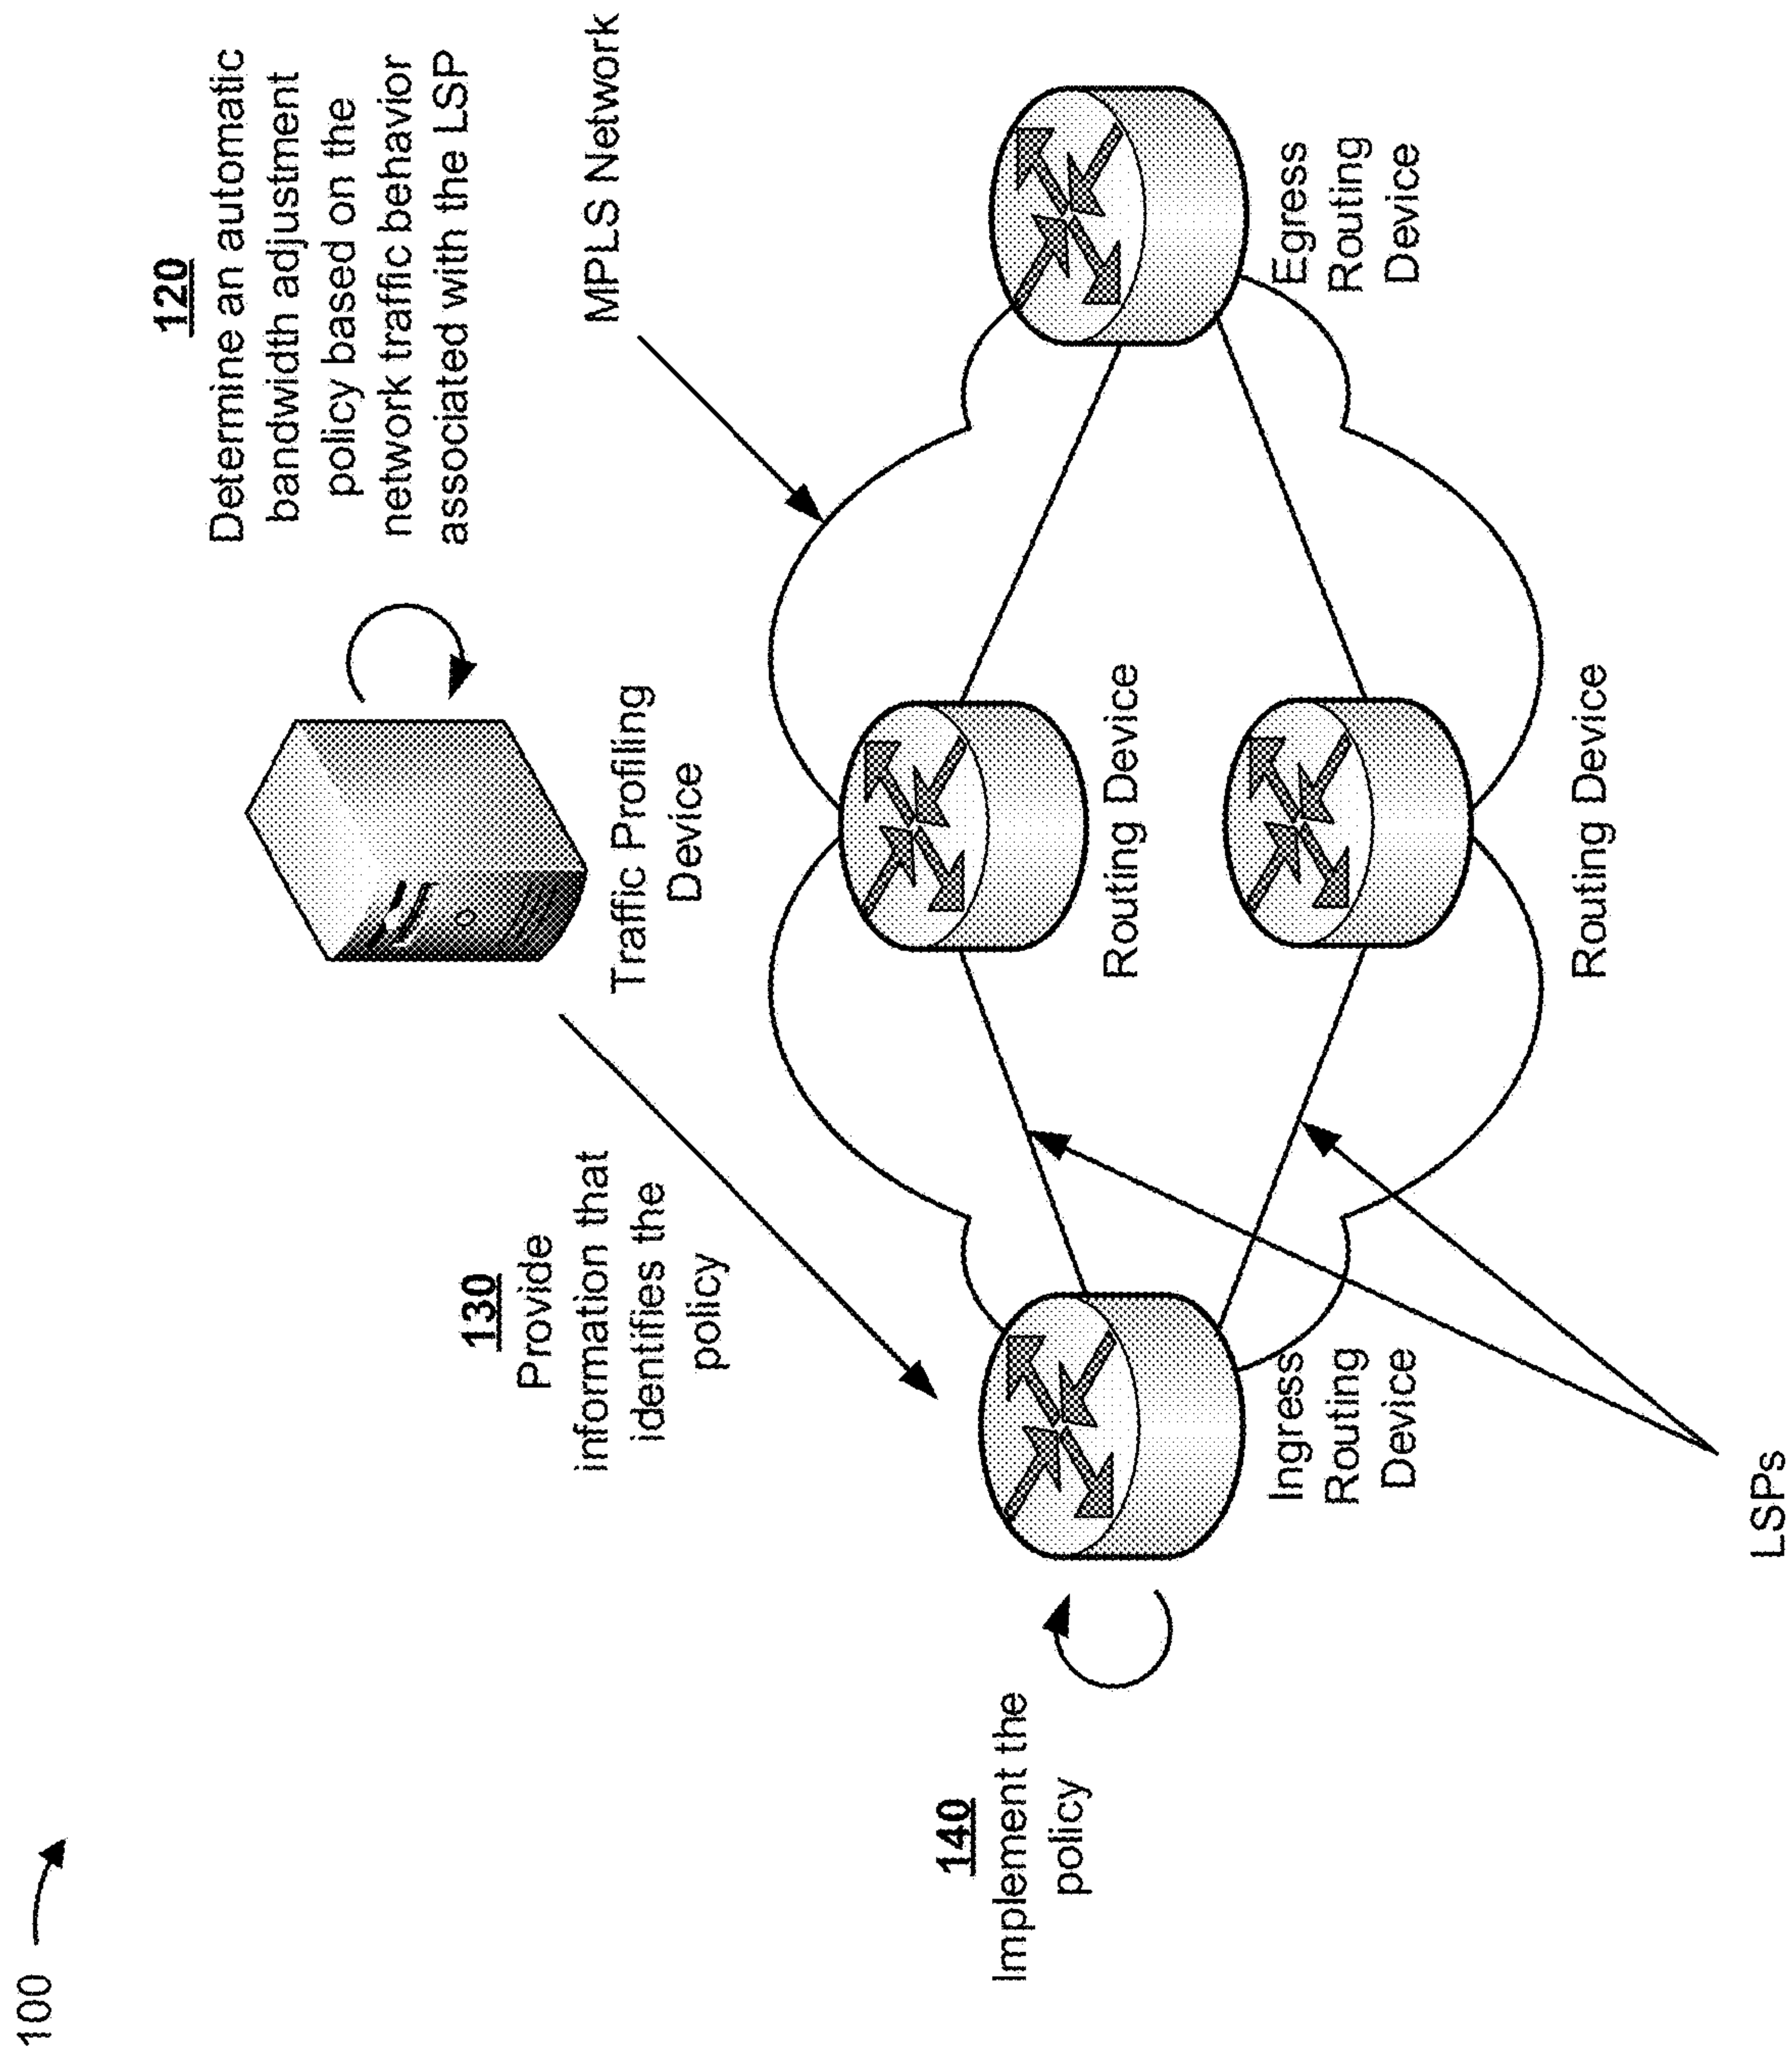 100
120
Determine an automatic
bandwidth adjustment
policy based on the
network traffic behavior
associated with the LSP
130
Provide
information that
identifies the
policy
Traffic Profiling
Device
MPLS Network
140
Implement the
policy
Ingress
Routing
Device
Routing Device
Routing Device
Egress
Routing
Device
LSPs